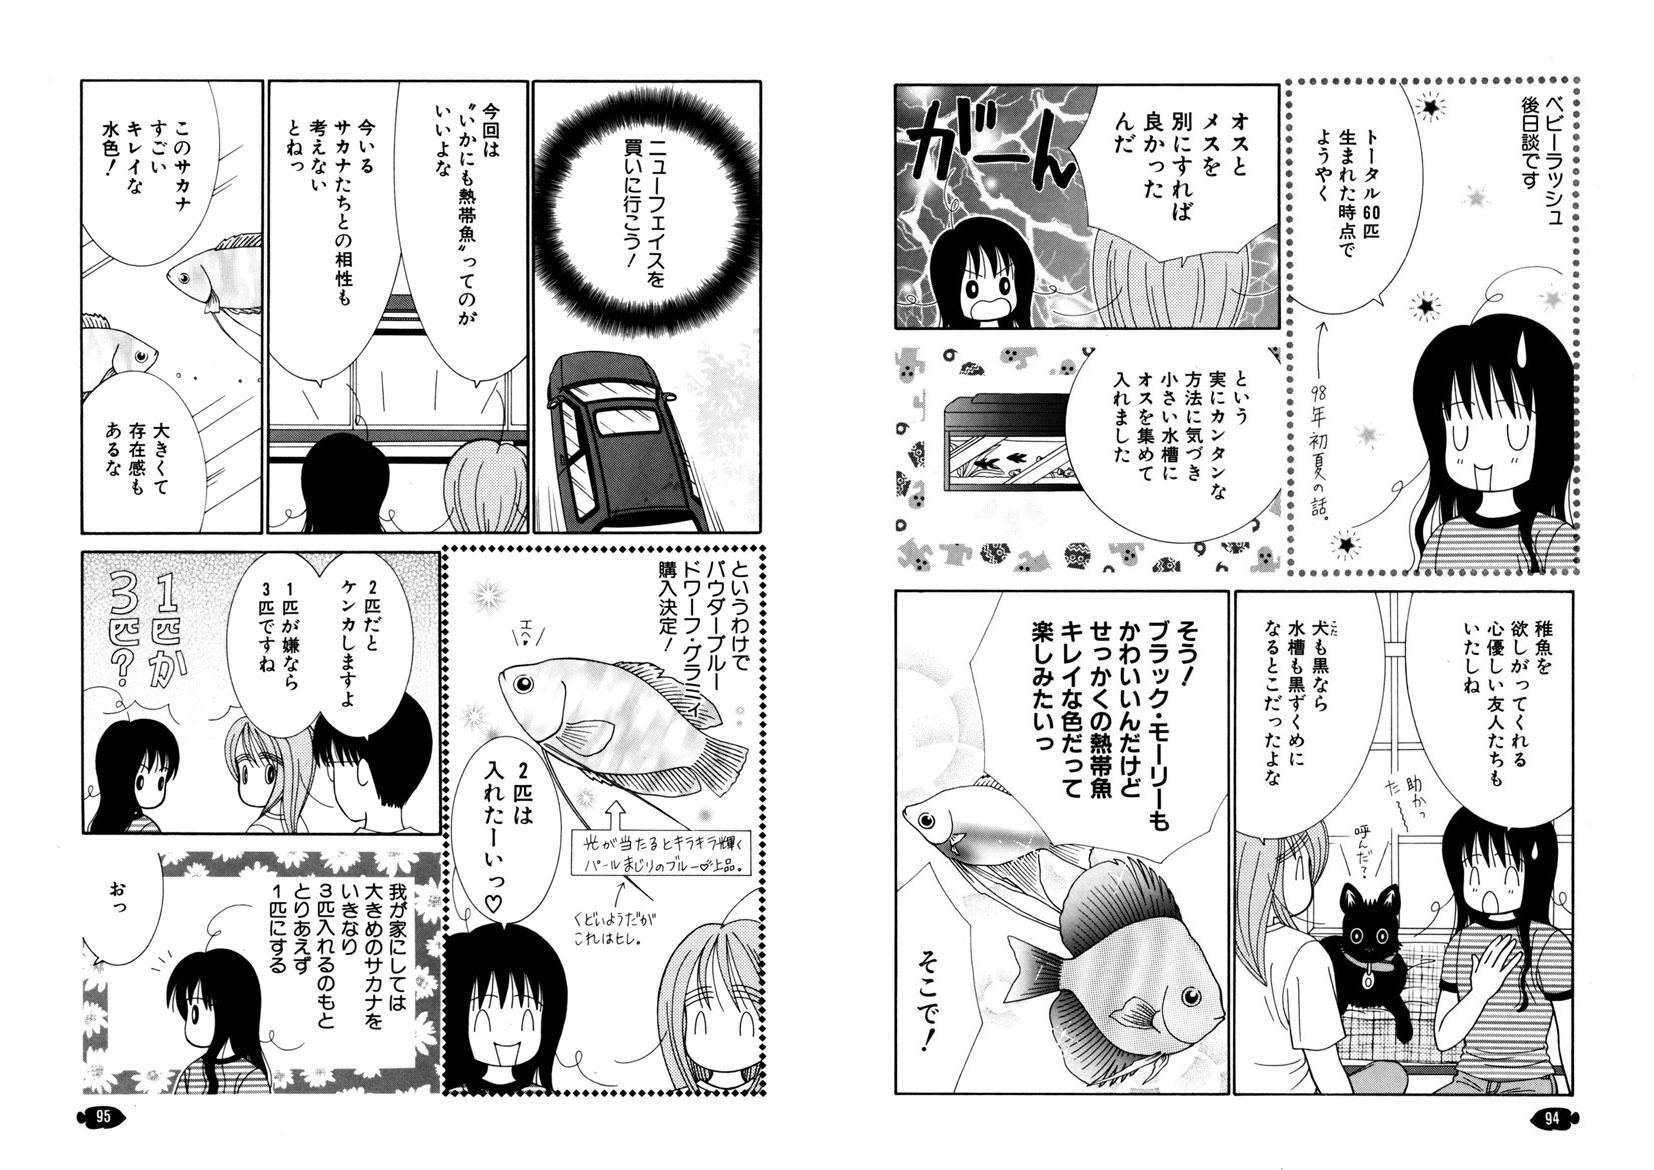 ベビーラッシュ
後日談です
トータル60匹
生まれた時点で
ようやく
98年初夏の話。
オスと
メスを
別にすれば
良かった
んだ
がーん
という
実にカンタンな
方法に気づき
小さい水槽に
オスを集めて
入れました
稚魚を
欲しがってくれる
心優しい友人たちも
いたしね
助かっ
た〜〜
犬も黒なら
こた
水槽も黒ずくめに
なるとこだったよな
呼んだ?
そう!
ブラック・モーリーも
かわいいんだけど
せっかくの熱帯魚
キレイな色だって
楽しみたいっ
そこで!
94
ニューフェイスを
買いに行こう!
今回は
“いかにも熱帯魚”ってのが
いいよな
今いる
サカナたちとの相性も
考えない
とねっ
このサカナ
すごい
キレイな
水色!
大きくて
存在感も
あるな
というわけで
パウダーブルー
ドワーフ・グラミィ
購入決定!
エヘ♥
光が当たるとキラキラ輝く
パールまじりのブルー♡上品。
くどいようだが
これはヒレ。
2匹は
入れたーいっ♡
2匹だと
ケンカしますよ
1匹が嫌なら
3匹ですね
1匹か
3匹?
我が家にしては
大きめのサカナを
いきなり
3匹入れるのもと
とりあえず
1匹にする
おっ
95